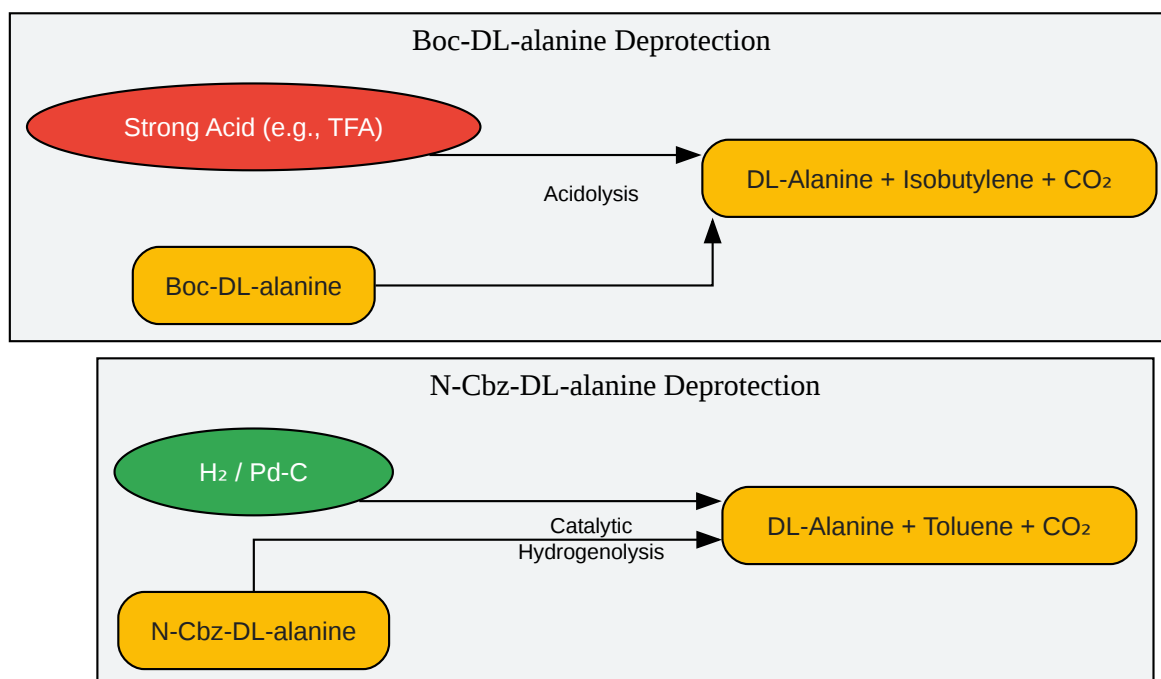 Boc-DL-alanine Deprotection
Strong Acid (e.g., TFA)
DL-Alanine + Isobutylene + CO₂
Acidolysis
Boc-DL-alanine
N-Cbz-DL-alanine Deprotection
H₂ / Pd-C
DL-Alanine + Toluene + CO₂
Catalytic
Hydrogenolysis
N-Cbz-DL-alanine